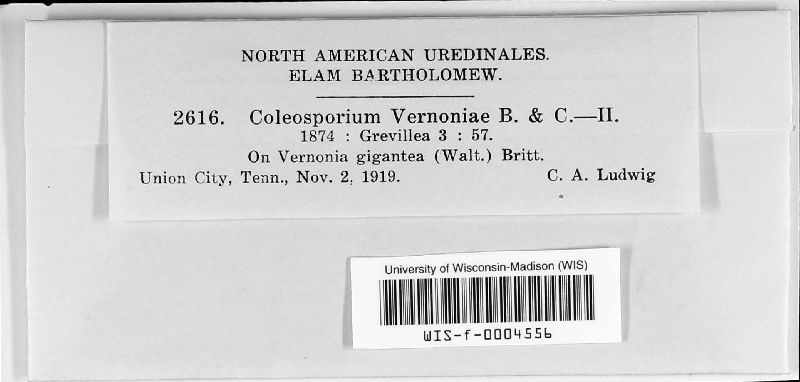 NORTH AMERICAN UREDINALES.
ELAM BARTHOLOMEW.
2616. Coleosporium Vernoniae B. & C.—II.
1874 : Grevillea 3 : 57.
On Vernonia gigantea (Walt.) Britt.
Union City, Tenn., Nov. 2, 1919. C. A. Ludwig
University of Wisconsin-Madison (WIS)
WIS-f-0004556